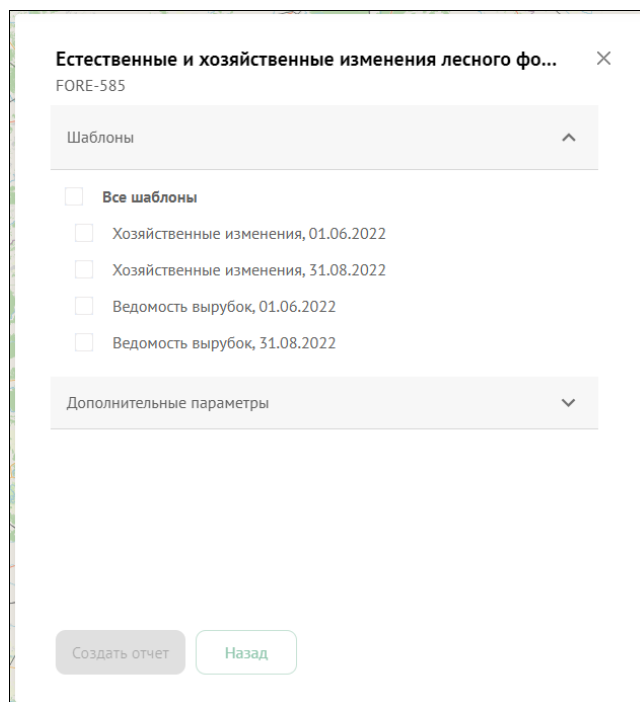 Естественные и хозяйственные изменения лесного фо...
FORE-585
Шаблоны
Все шаблоны
Хозяйственные изменения, 01.06.2022
Хозяйственные изменения, 31.08.2022
Ведомость вырубок, 01.06.2022
Ведомость вырубок, 31.08.2022
Дополнительные параметры
Создать отчет
Назад